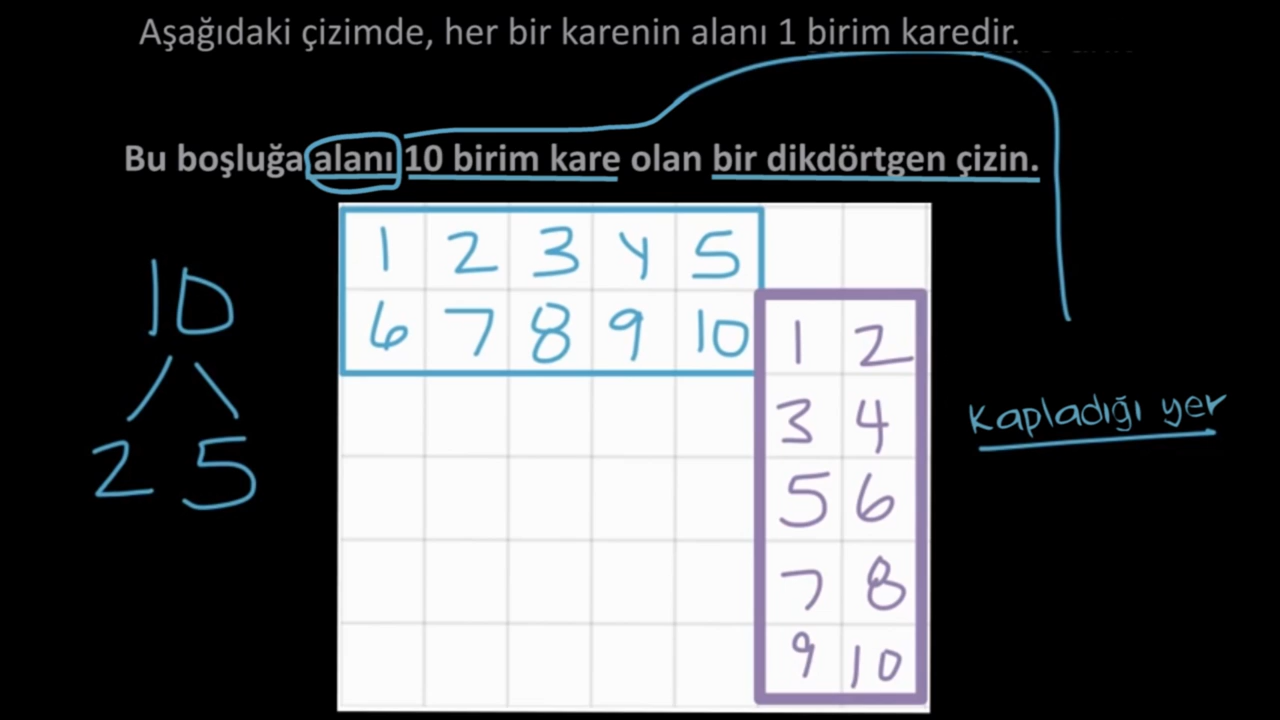 Aşağıdaki çizimde, her bir karenin alanı 1 birim karedir.
Bu boşluğa alanı 10 birim kare olan bir dikdörtgen çizin.
1 2 3 4 5
6 7 8 9 10
10
2 5
1 2
3 4
5 6
7 8
9 10
Kapladığı yer